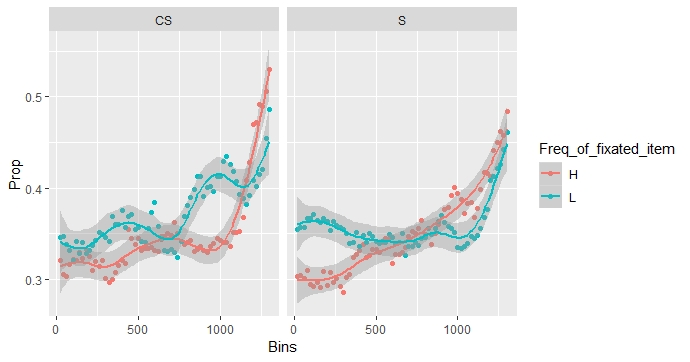 CS
S
Prop
0.5
0.4
0.3
0
500
1000
0
500
1000
Bins
Freq_of_fixated_item
H
L